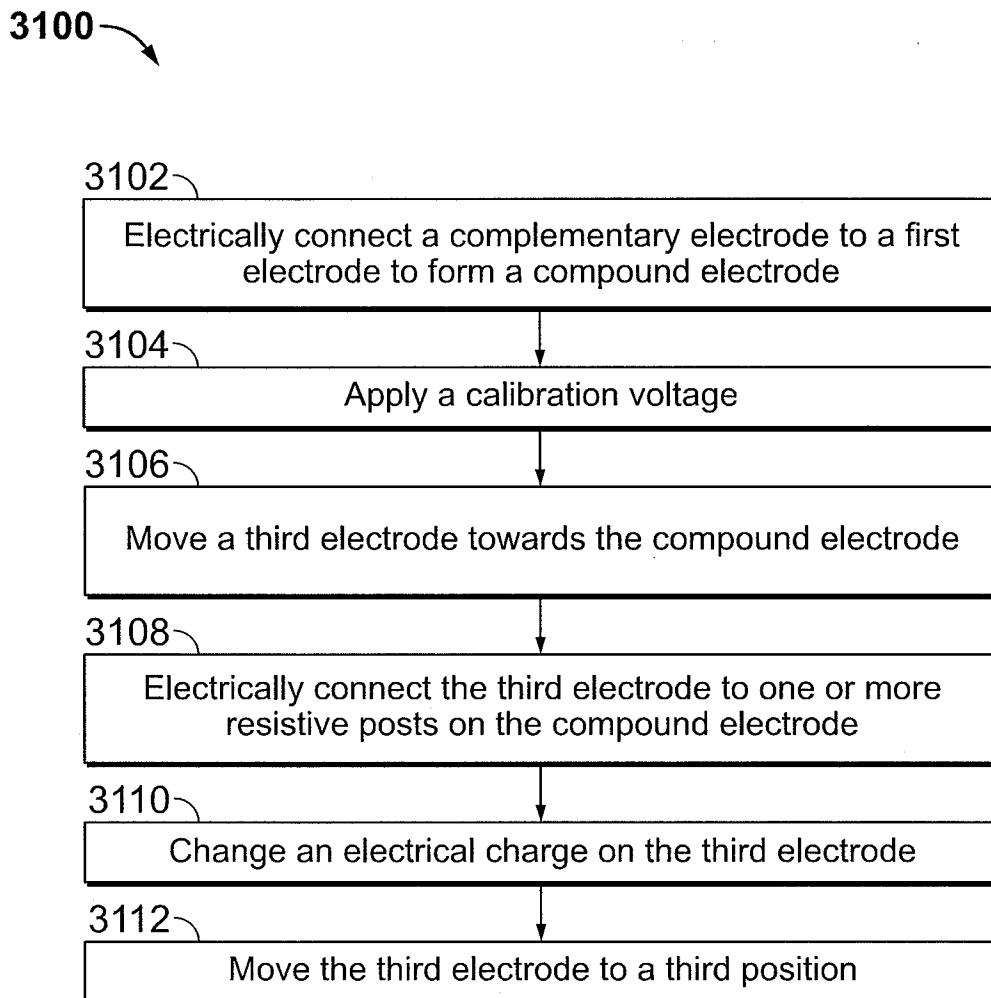 3100
3102
Electrically connect a complementary electrode to a first
electrode to form a compound electrode
3104
Apply a calibration voltage
3106
Move a third electrode towards the compound electrode
3108
Electrically connect the third electrode to one or more
resistive posts on the compound electrode
3110
Change an electrical charge on the third electrode
3112
Move the third electrode to a third position